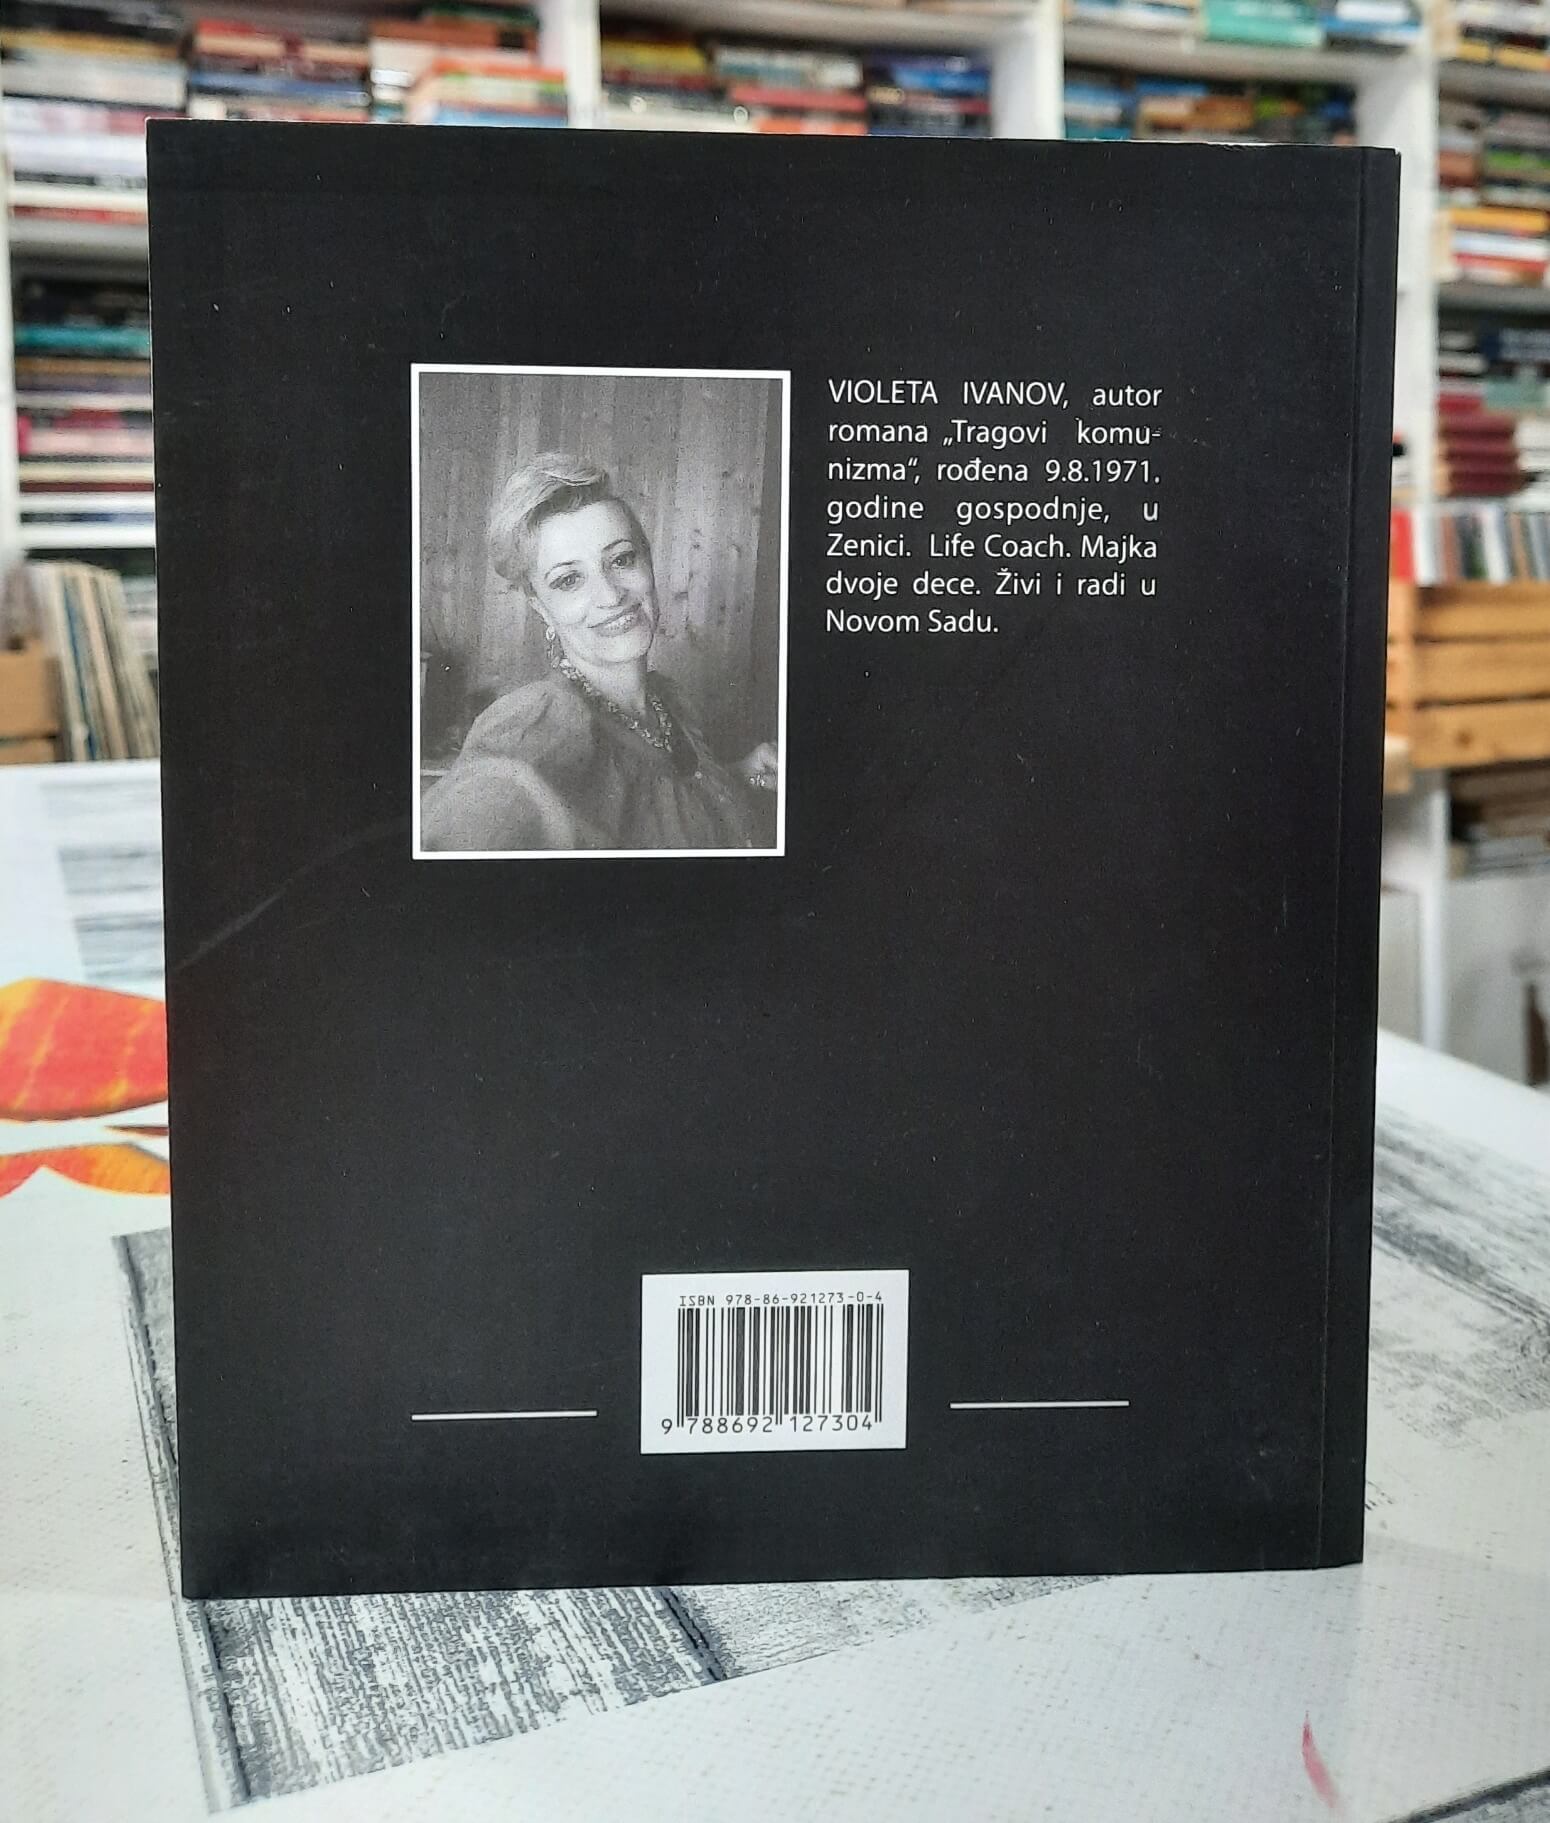 VIOLETA IVANOV, autor
romana „Tragovi komu-
nizma“, rođena 9.8.1971.
godine gospodnje, u
Zenici. Life Coach. Majka
dvoje dece. Živi i radi u
Novom Sadu.
ISBN 978-86-921273-0-4
9 788692 127304